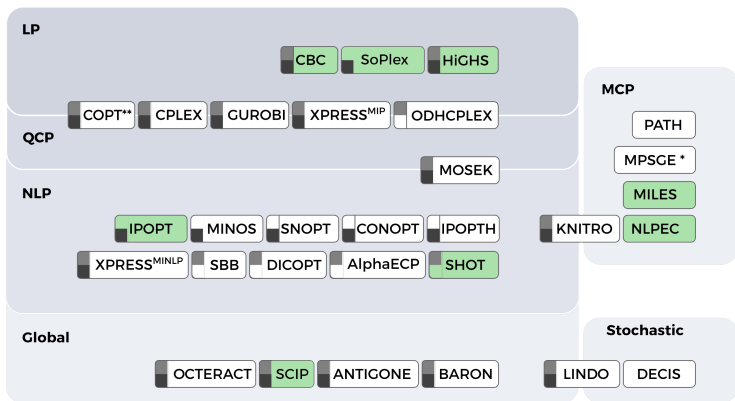 LP
CBC
SoPlex
HiGHS
MCP
COPT**
CPLEX
GUROBI
XPRESSMIP
ODHCPLEX
PATH
QCP
MPSGE *
MOSEK
NLP
MILES
IPOPT
MINOS
SNOPT
CONOPT
IPOPTH
KNITRO
NLPEC
XPRESSMINLP
SBB
DICOPT
AlphaECP
SHOT
Global
Stochastic
OCTERACT
SCIP
ANTIGONE
BARON
LINDO
DECIS